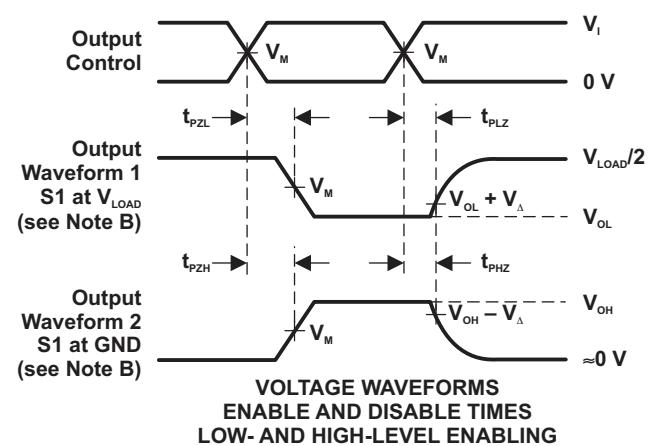 Output
Control
V_M
V_M
V_I
0 V
t_PZL
t_PLZ
Output
Waveform 1
S1 at V_LOAD
(see Note B)
V_M
V_OL + V_Δ
V_LOAD/2
V_OL
t_PZH
t_PHZ
Output
Waveform 2
S1 at GND
(see Note B)
V_M
V_OH – V_Δ
V_OH
≈0 V
VOLTAGE WAVEFORMS
ENABLE AND DISABLE TIMES
LOW- AND HIGH-LEVEL ENABLING